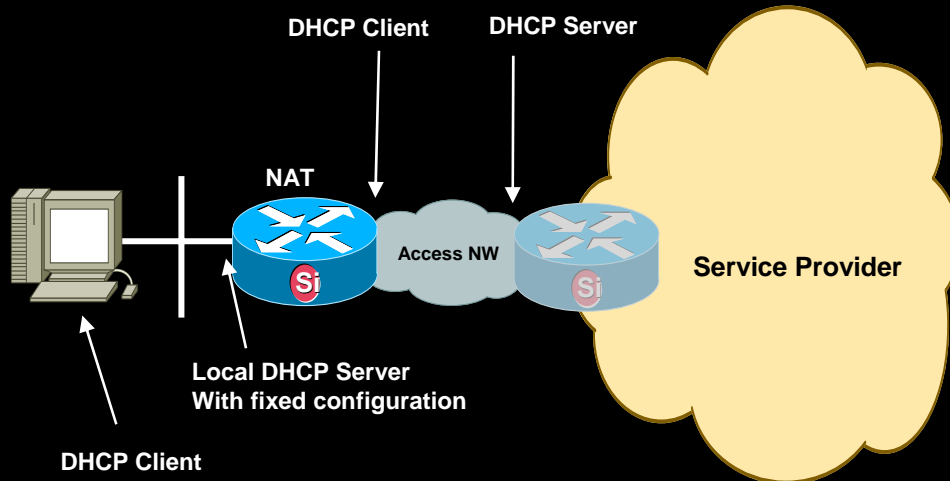 DHCP Client
DHCP Server
NAT
Si
Access NW
Si
Service Provider
Local DHCP Server
With fixed configuration
DHCP Client